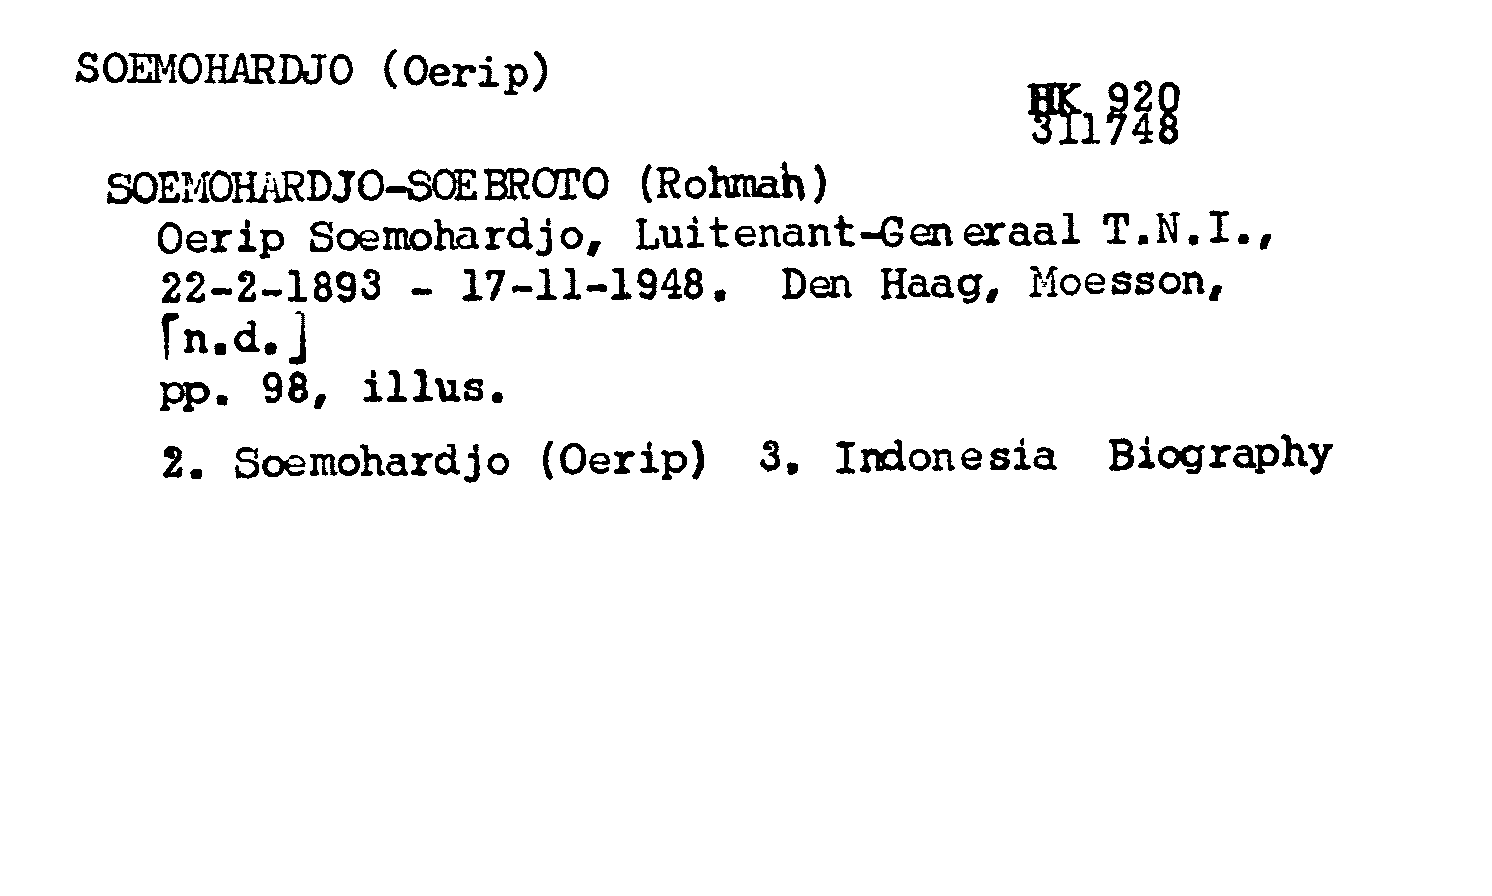 SOEMOHARDJO (Oerip)
HK 920
311748
SOEMOHARDJO-SOEBROTO (Rohmah)
Oerip Soemohardjo, Luitenant-Generaal T.N.I.,
22-2-1893 - 17-11-1948. Den Haag, Moesson,
[n.d.]
pp. 98, illus.
2. Soemohardjo (Oerip) 3. Indonesia Biography